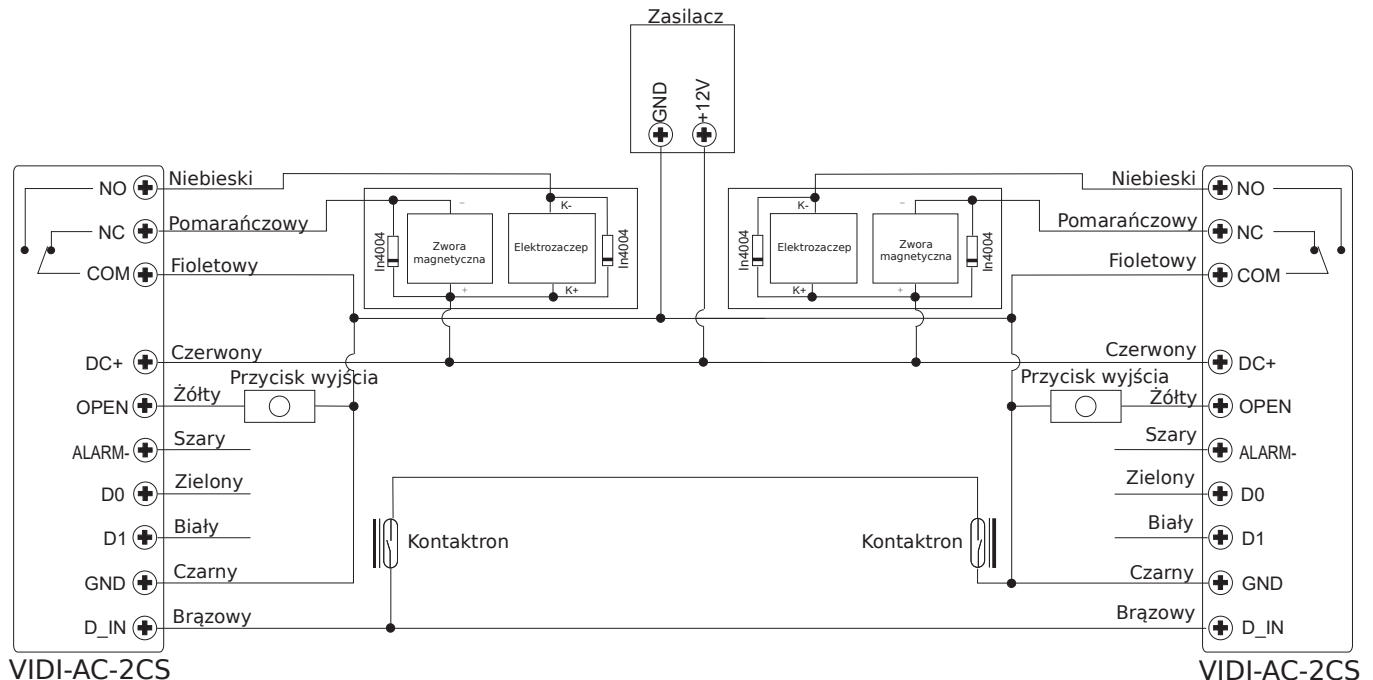 Zasilacz
GND
+12V
NO
Niebieski
NC
Pomarańczowy
COM
Fioletowy
DC+
Czerwony
Przycisk wyjścia
OPEN
Żółty
ALARM-
Szary
D0
Zielony
D1
Biały
GND
Czarny
D_IN
Brązowy
VIDI-AC-2CS
In4004
−
Zwora
magnetyczna
+
K-
Elektrozaczep
K+
In4004
In4004
K-
Elektrozaczep
K+
−
Zwora
magnetyczna
+
In4004
Kontaktron
Kontaktron
Niebieski
NO
Pomarańczowy
NC
Fioletowy
COM
Czerwony
DC+
Przycisk wyjścia
Żółty
OPEN
Szary
ALARM-
Zielony
D0
Biały
D1
Czarny
GND
Brązowy
D_IN
VIDI-AC-2CS